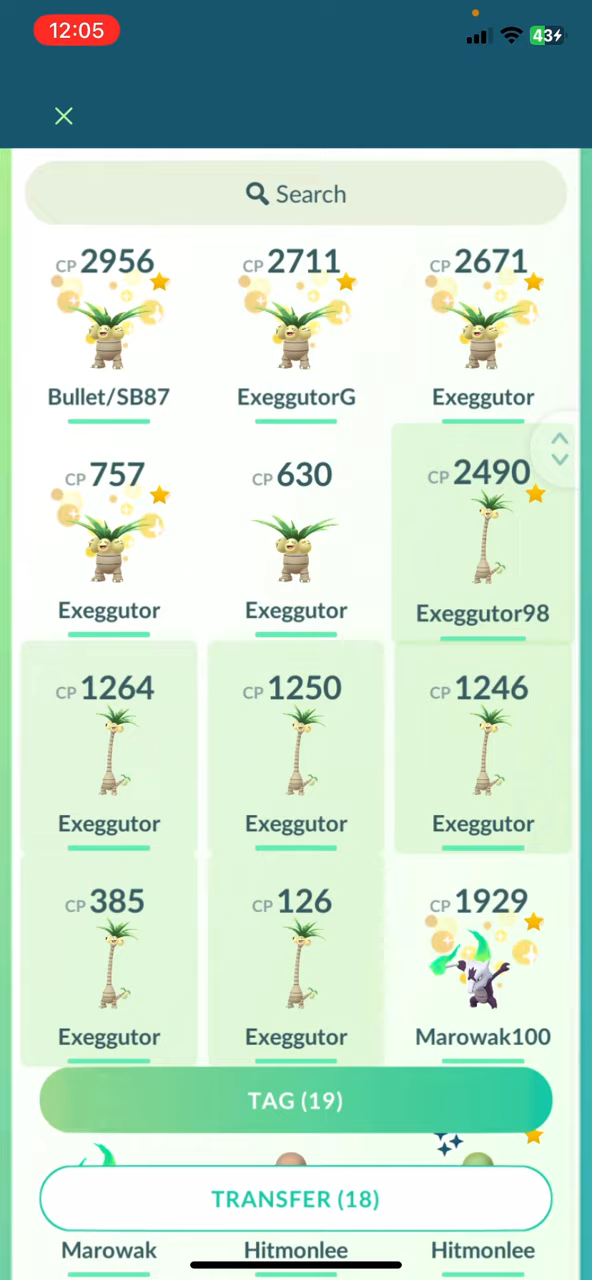 12:05
43
Search
CP 2956 CP 2711 CP 2671
Bullet/SB87 ExeggutorG Exeggutor
CP 757 CP 630 CP 2490
Exeggutor Exeggutor Exeggutor98
CP 1264 CP 1250 CP 1246
Exeggutor Exeggutor Exeggutor
CP 385 CP 126 CP 1929
Exeggutor Exeggutor Marowak100
TAG (19)
TRANSFER (18)
Marowak Hitmonlee Hitmonlee